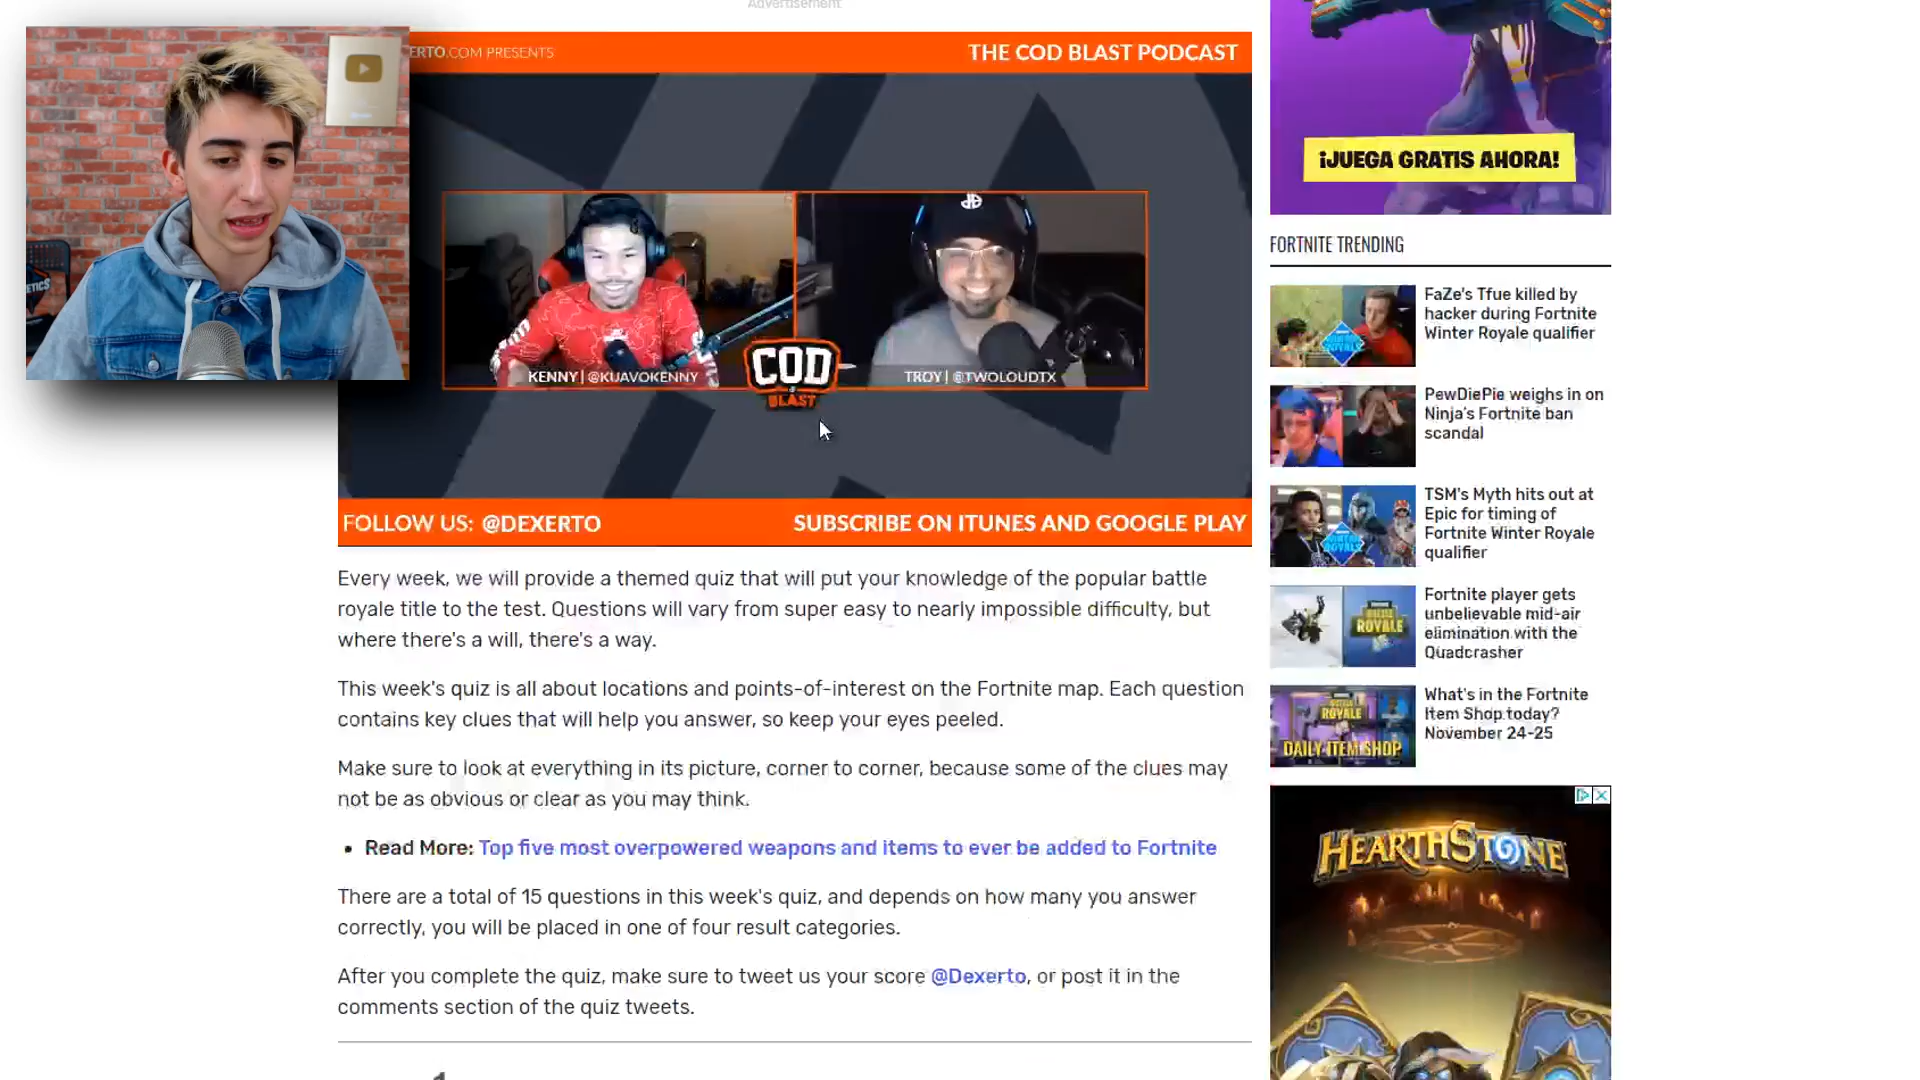 Advertisement
ERTO.COM PRESENTS
THE COD BLAST PODCAST
ETICS
KENNY | @KUAVOKENNY
COD
BLAST
TROY | @TWOLOUDTX
FOLLOW US: @DEXERTO
SUBSCRIBE ON ITUNES AND GOOGLE PLAY
Every week, we will provide a themed quiz that will put your knowledge of the popular battle
royale title to the test. Questions will vary from super easy to nearly impossible difficulty, but
where there's a will, there's a way.
This week's quiz is all about locations and points-of-interest on the Fortnite map. Each question
contains key clues that will help you answer, so keep your eyes peeled.
Make sure to look at everything in its picture, corner to corner, because some of the clues may
not be as obvious or clear as you may think.
• Read More: Top five most overpowered weapons and items to ever be added to Fortnite
There are a total of 15 questions in this week's quiz, and depends on how many you answer
correctly, you will be placed in one of four result categories.
After you complete the quiz, make sure to tweet us your score @Dexerto, or post it in the
comments section of the quiz tweets.
¡JUEGA GRATIS AHORA!
FORTNITE TRENDING
FaZe's Tfue killed by
hacker during Fortnite
Winter Royale qualifier
PewDiePie weighs in on
Ninja's Fortnite ban
scandal
TSM's Myth hits out at
Epic for timing of
Fortnite Winter Royale
qualifier
Fortnite player gets
unbelievable mid-air
elimination with the
Quadcrasher
BATTLE
ROYALE
What's in the Fortnite
Item Shop today?
November 24-25
ROYALE
DAILY ITEM SHOP
HEARTHSTONE